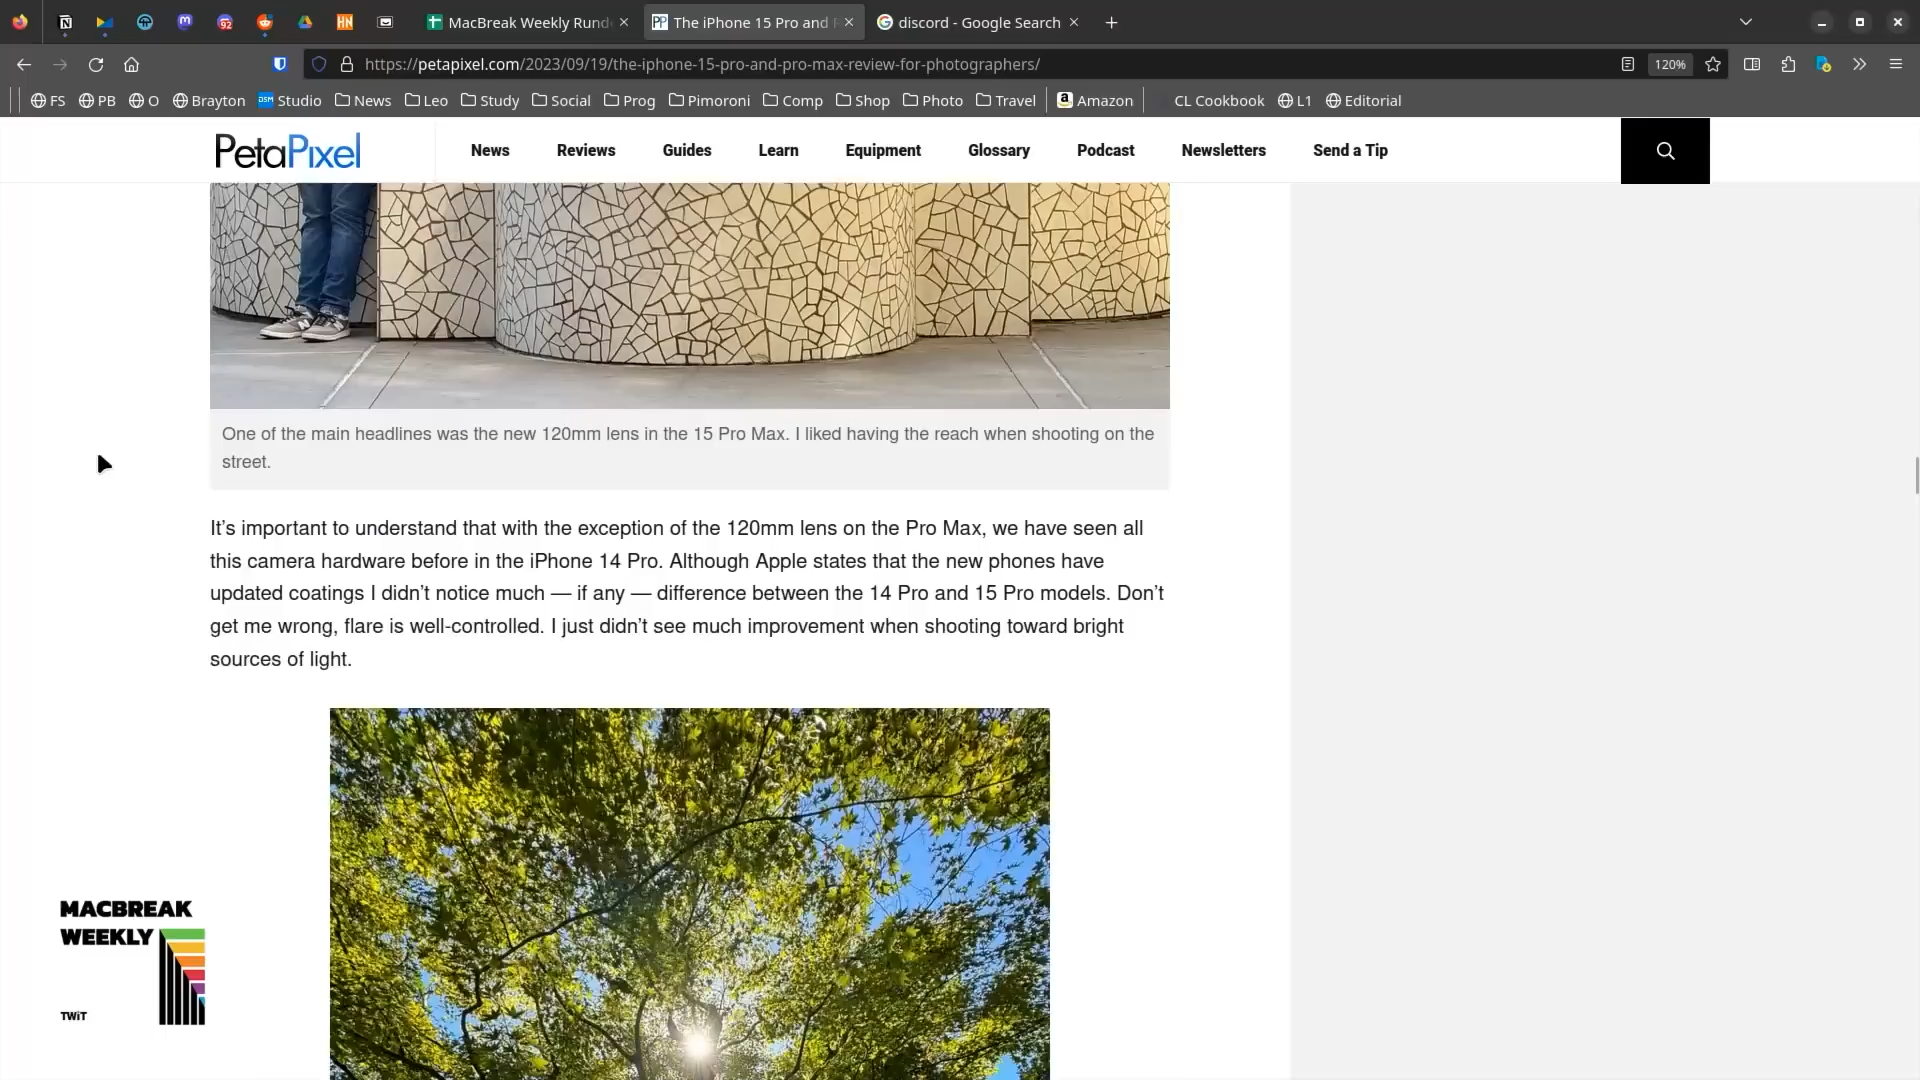 MacBreak Weekly Rund
The iPhone 15 Pro and
discord - Google Search
https://petapixel.com/2023/09/19/the-iphone-15-pro-and-pro-max-review-for-photographers/
120%
FS PB O Brayton Studio News Leo Study Social Prog Pimoroni Comp Shop Photo Travel Amazon CL Cookbook L1 Editorial
PetaPixel
News Reviews Guides Learn Equipment Glossary Podcast Newsletters Send a Tip
One of the main headlines was the new 120mm lens in the 15 Pro Max. I liked having the reach when shooting on the
street.
It’s important to understand that with the exception of the 120mm lens on the Pro Max, we have seen all
this camera hardware before in the iPhone 14 Pro. Although Apple states that the new phones have
updated coatings I didn’t notice much — if any — difference between the 14 Pro and 15 Pro models. Don’t
get me wrong, flare is well-controlled. I just didn’t see much improvement when shooting toward bright
sources of light.
MACBREAK
WEEKLY
TWiT